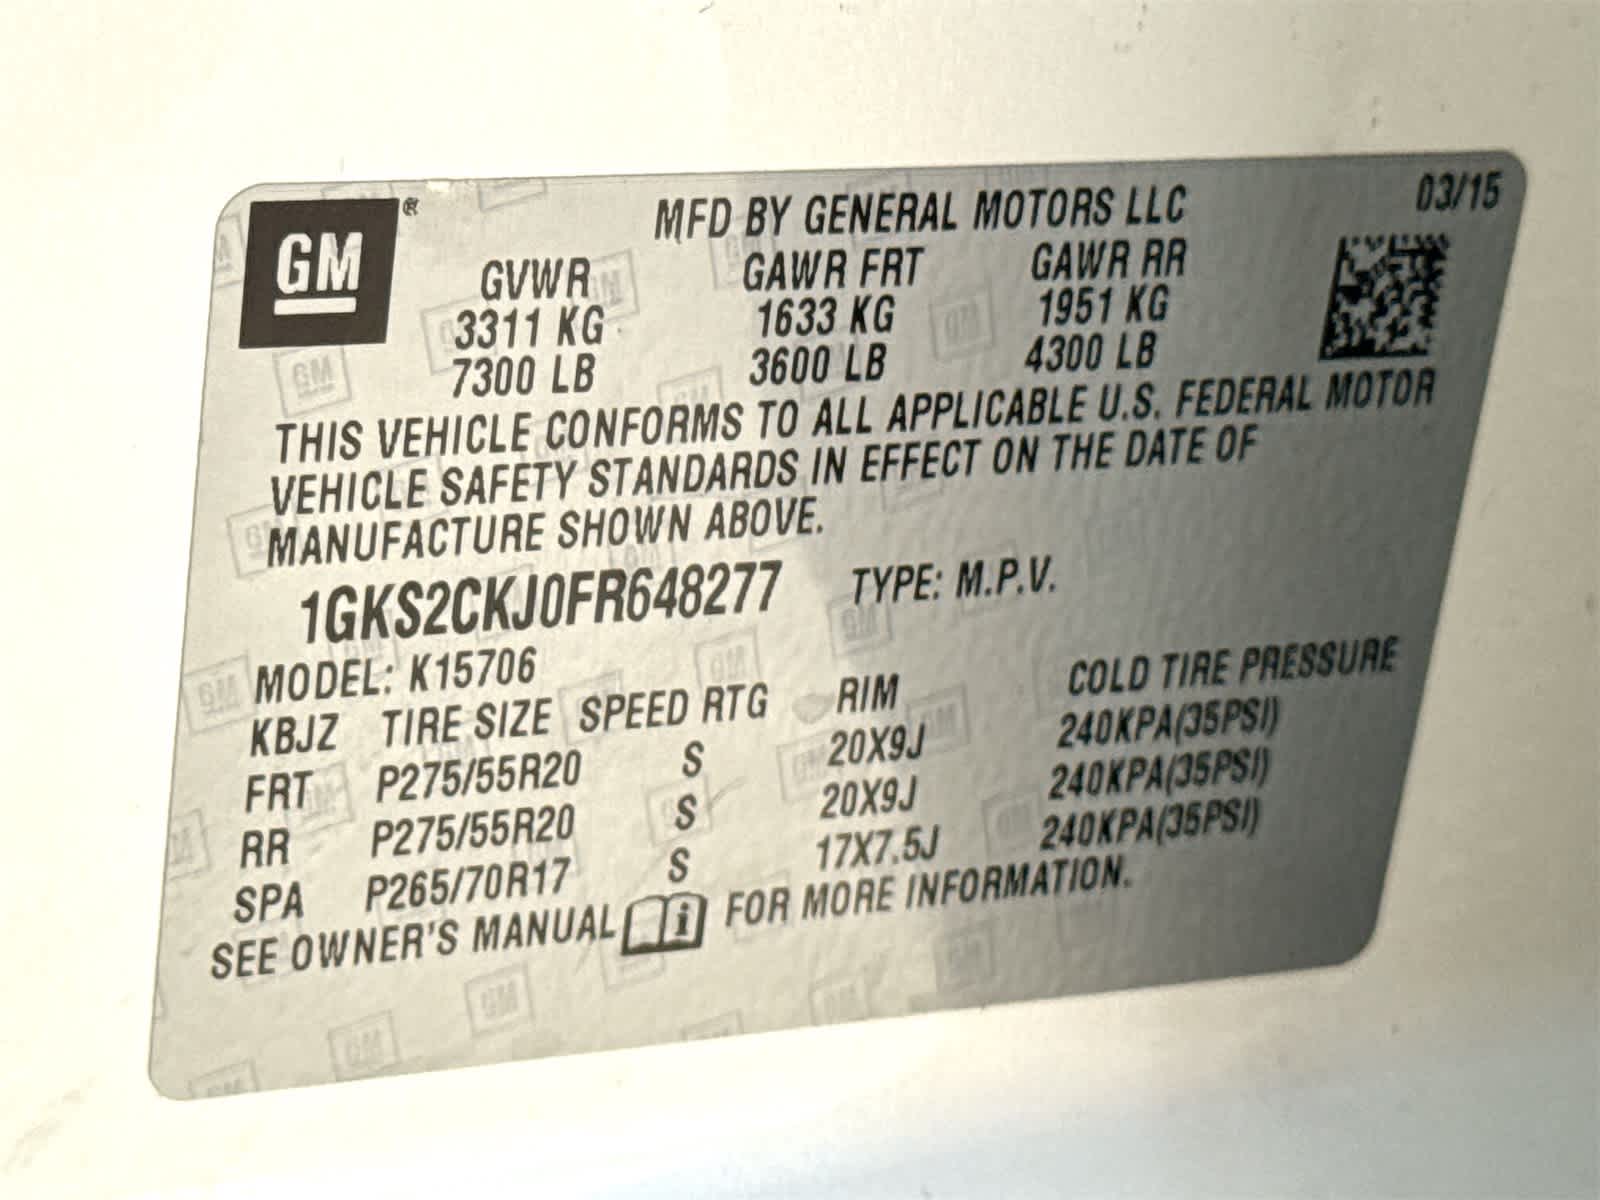 GM ® MFD BY GENERAL MOTORS LLC 03/15
GVWR GAWR FRT GAWR RR
3311 KG 1633 KG 1951 KG
7300 LB 3600 LB 4300 LB
THIS VEHICLE CONFORMS TO ALL APPLICABLE U.S. FEDERAL MOTOR
VEHICLE SAFETY STANDARDS IN EFFECT ON THE DATE OF
MANUFACTURE SHOWN ABOVE.
1GKS2CKJ0FR648277 TYPE: M.P.V.
MODEL: K15706
KBJZ TIRE SIZE SPEED RTG RIM COLD TIRE PRESSURE
FRT P275/55R20 S 20X9J 240KPA(35PSI)
RR P275/55R20 S 20X9J 240KPA(35PSI)
SPA P265/70R17 S 17X7.5J 240KPA(35PSI)
SEE OWNER'S MANUAL i FOR MORE INFORMATION.